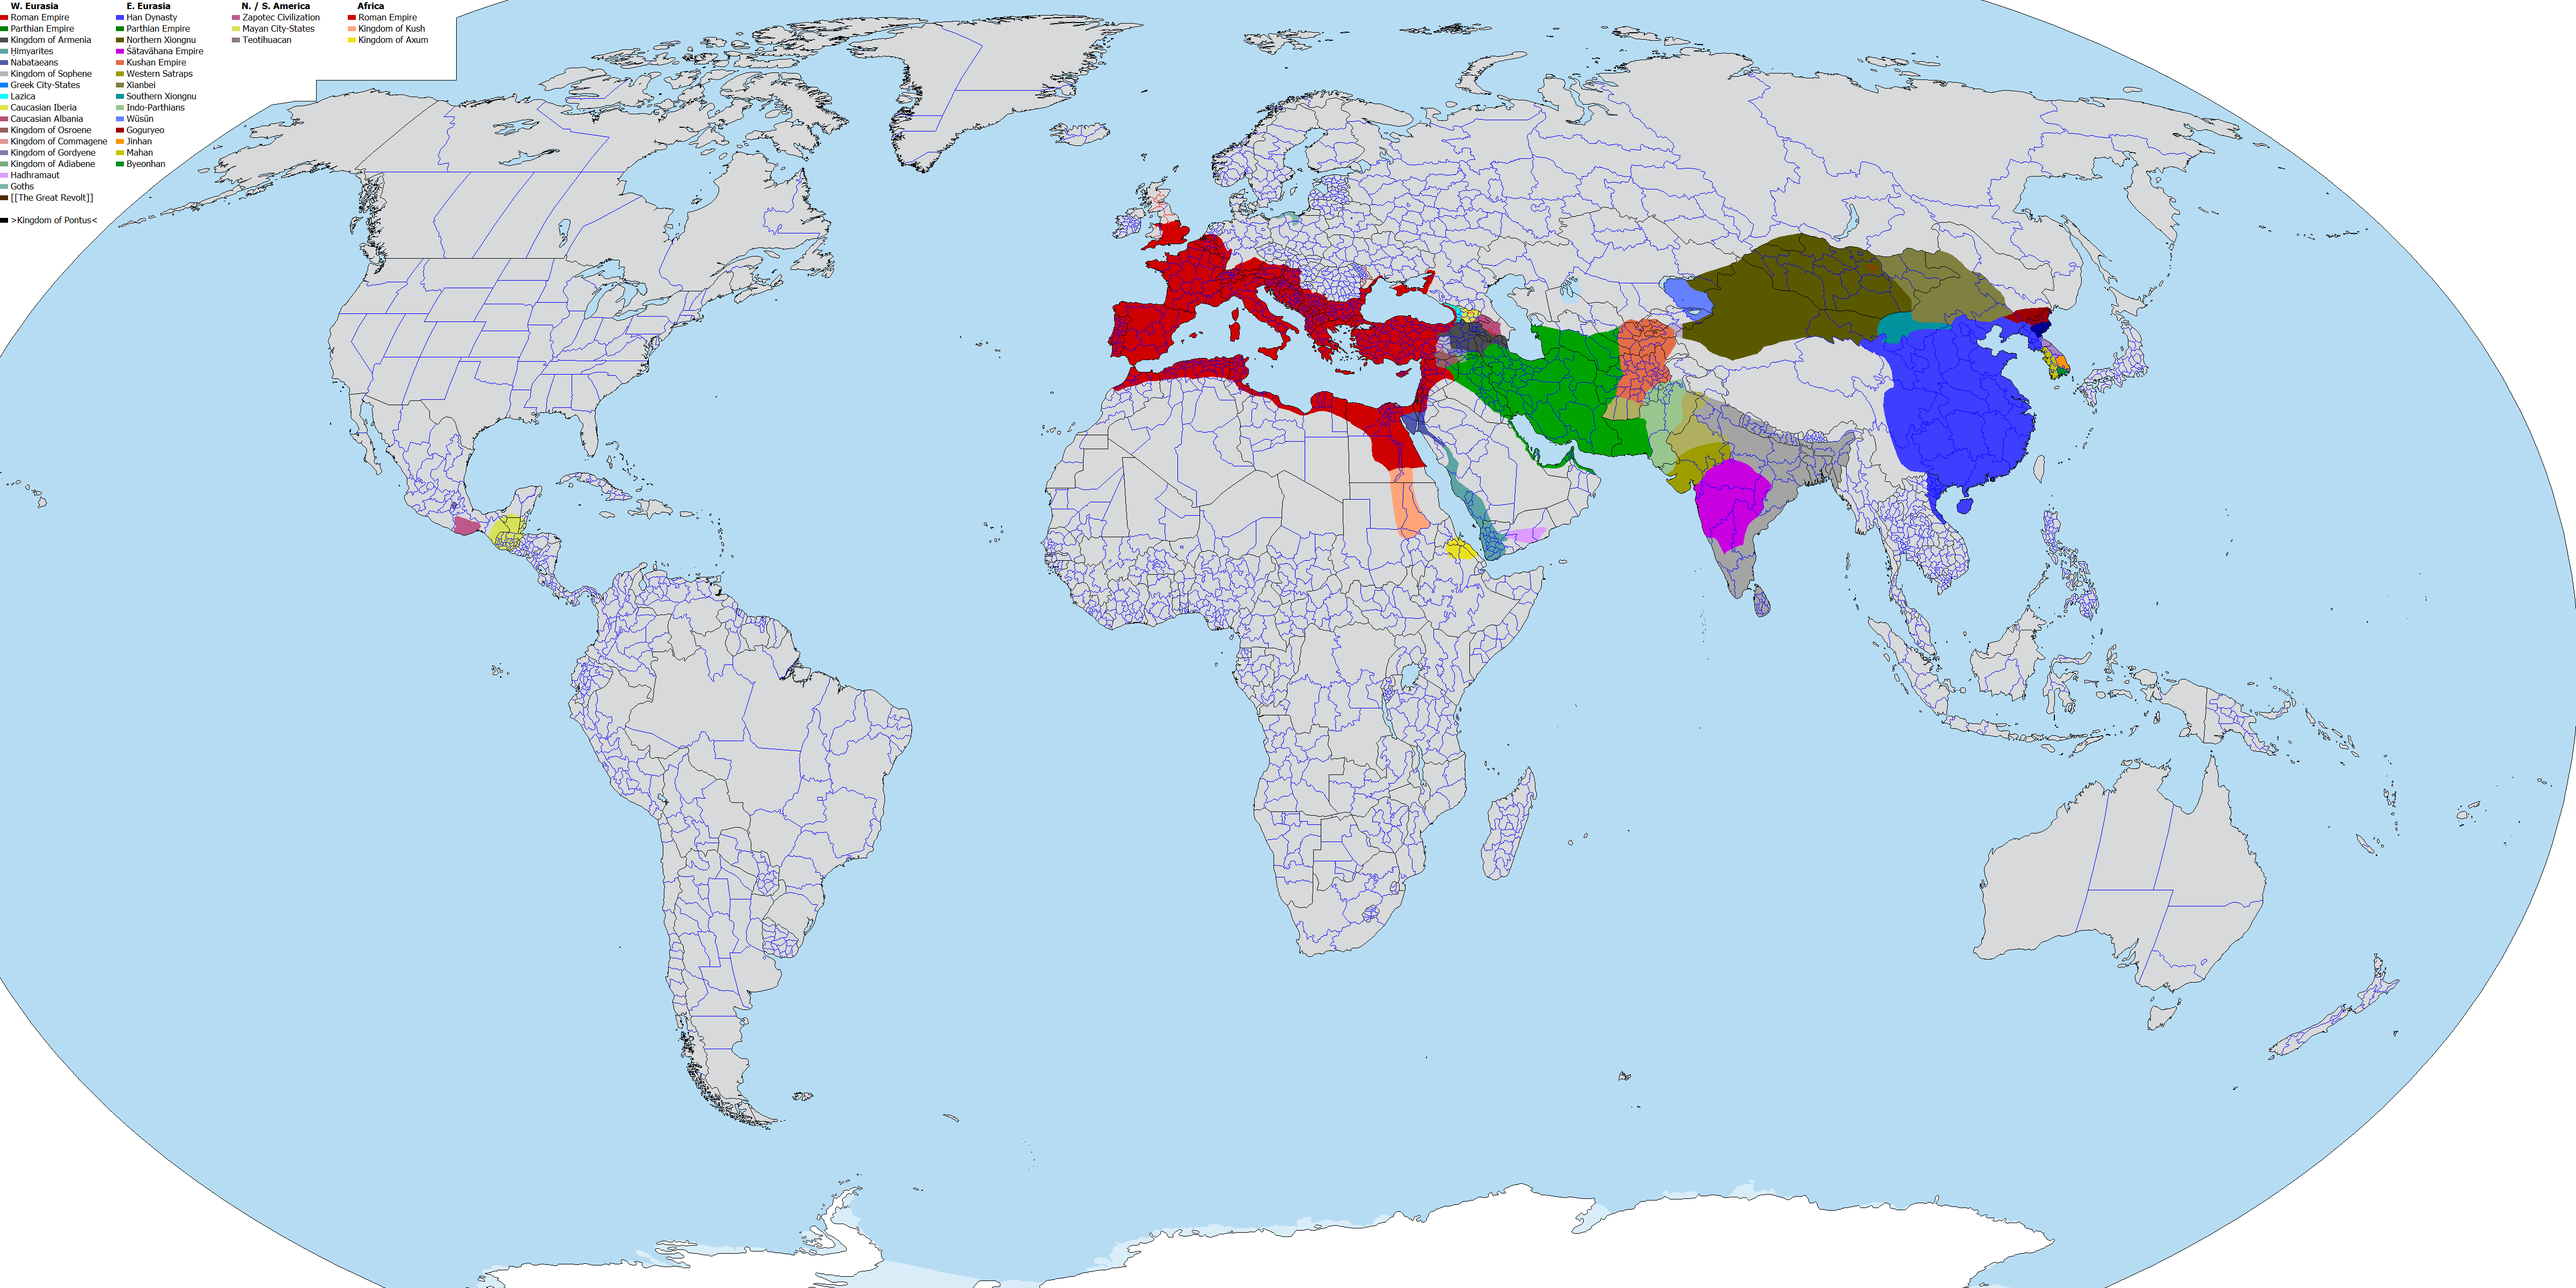 W. Eurasia
Roman Empire
Parthian Empire
Kingdom of Armenia
Ḥimyarites
Nabataeans
Kingdom of Sophene
Greek City-States
Lazica
Caucasian Iberia
Caucasian Albania
Kingdom of Osroene
Kingdom of Commagene
Kingdom of Gordyene
Kingdom of Adiabene
Hadhramaut
Goths
[[The Great Revolt]]
>Kingdom of Pontus<
E. Eurasia
Han Dynasty
Parthian Empire
Northern Xiongnu
Śātavāhana Empire
Kushan Empire
Western Satraps
Xianbei
Southern Xiongnu
Indo-Parthians
Wūsūn
Goguryeo
Jinhan
Mahan
Byeonhan
N. / S. America
Zapotec Civilization
Mayan City-States
Teotihuacan
Africa
Roman Empire
Kingdom of Kush
Kingdom of Axum